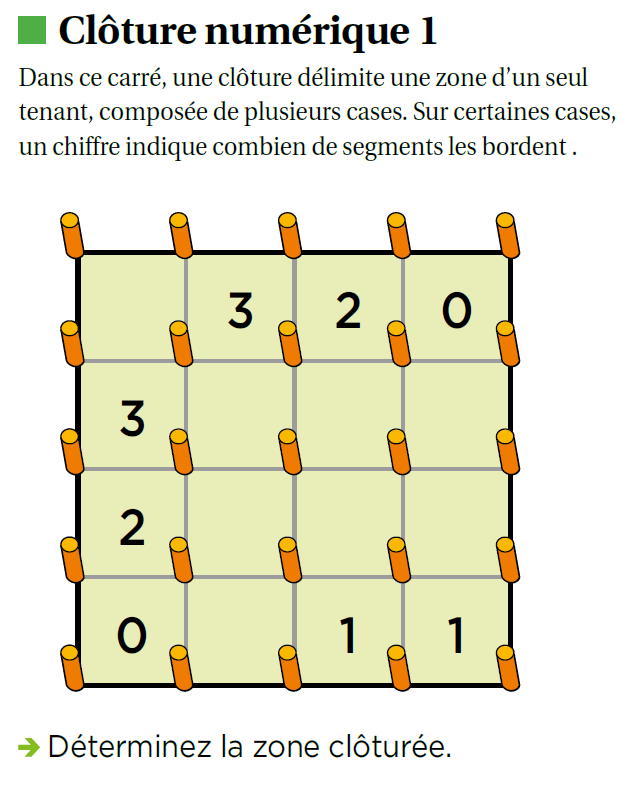 Clôture numérique 1
Dans ce carré, une clôture délimite une zone d’un seul
tenant, composée de plusieurs cases. Sur certaines cases,
un chiffre indique combien de segments les bordent .
3 2 0
3
2
0 1 1
➔ Déterminez la zone clôturée.